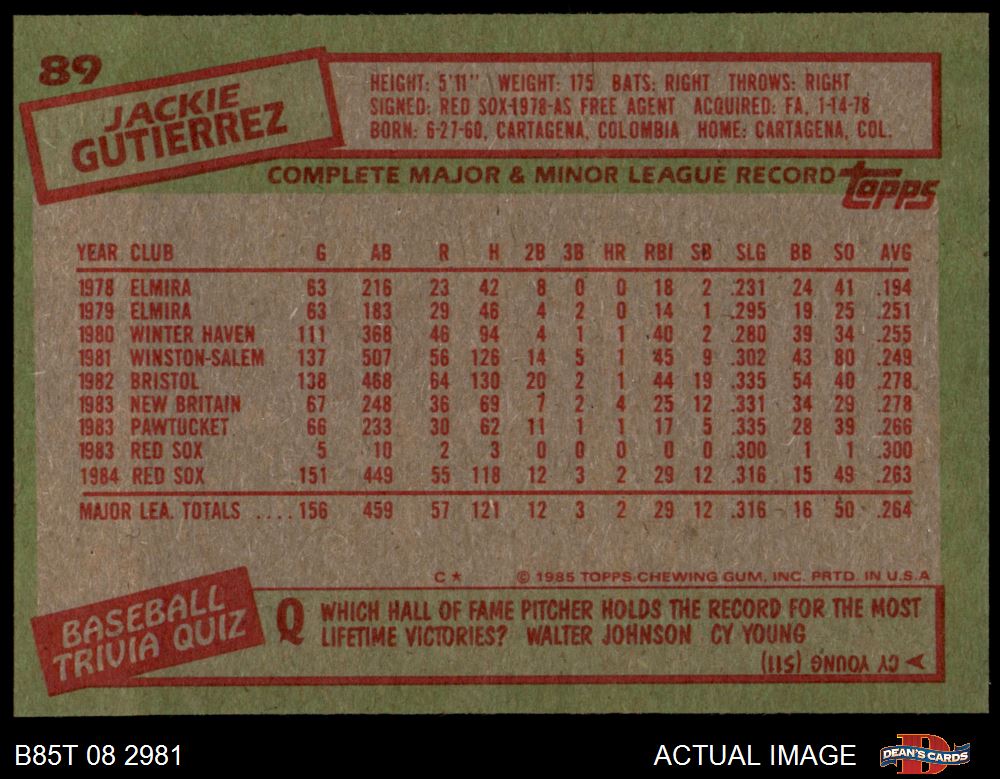 89
JACKIE
GUTIERREZ
HEIGHT: 5'11" WEIGHT: 175 BATS: RIGHT THROWS: RIGHT
SIGNED: RED SOX-1978-AS FREE AGENT ACQUIRED: FA, 1-14-78
BORN: 6-27-60, CARTAGENA, COLOMBIA HOME: CARTAGENA, COL.
COMPLETE MAJOR & MINOR LEAGUE RECORD topps
YEAR CLUB G AB R H 2B 3B HR RBI SB SLG BB SO AVG
1978 ELMIRA 63 216 23 42 8 0 0 18 2 .231 24 41 .194
1979 ELMIRA 63 183 29 46 4 2 0 14 1 .295 19 25 .251
1980 WINTER HAVEN 111 368 46 94 4 1 1 40 2 .280 39 34 .255
1981 WINSTON-SALEM 137 507 56 126 14 5 1 45 9 .302 43 80 .249
1982 BRISTOL 138 468 64 130 20 2 1 44 19 .335 54 40 .278
1983 NEW BRITAIN 67 248 36 69 7 2 4 25 12 .331 34 29 .278
1983 PAWTUCKET 66 233 30 62 11 1 1 17 5 .335 28 39 .266
1983 RED SOX 5 10 2 3 0 0 0 0 0 .300 1 1 .300
1984 RED SOX 151 449 55 118 12 3 2 29 12 .316 15 49 .263
MAJOR LEA. TOTALS .... 156 459 57 121 12 3 2 29 12 .316 16 50 .264
C * © 1985 TOPPS CHEWING GUM, INC. PRTD. IN U.S.A
BASEBALL
TRIVIA QUIZ
Q WHICH HALL OF FAME PITCHER HOLDS THE RECORD FOR THE MOST
LIFETIME VICTORIES? WALTER JOHNSON CY YOUNG
CY YOUNG (511)
B85T 08 2981 ACTUAL IMAGE DEAN'S CARDS